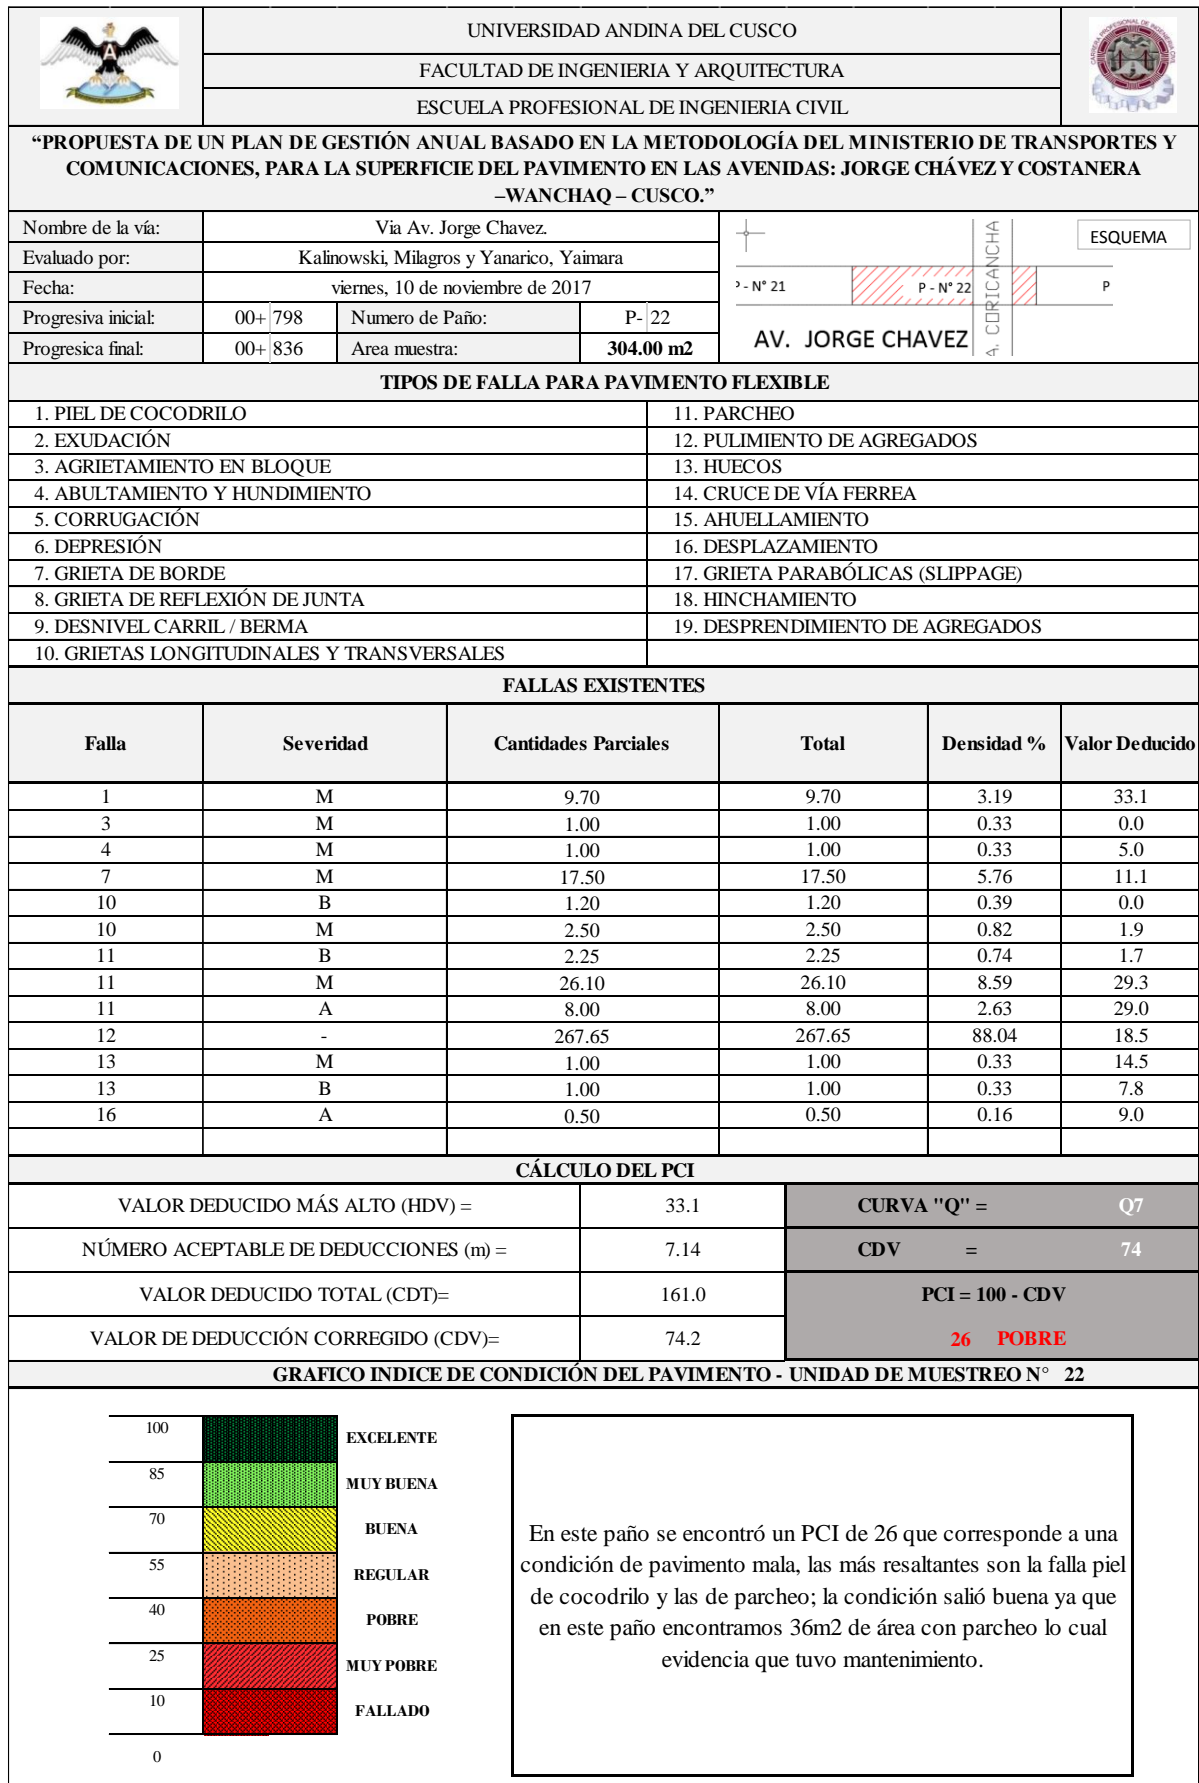 UNIVERSIDAD ANDINA DEL CUSCO
FACULTAD DE INGENIERIA Y ARQUITECTURA
ESCUELA PROFESIONAL DE INGENIERIA CIVIL
“PROPUESTA DE UN PLAN DE GESTIÓN ANUAL BASADO EN LA METODOLOGÍA DEL MINISTERIO DE TRANSPORTES Y
COMUNICACIONES, PARA LA SUPERFICIE DEL PAVIMENTO EN LAS AVENIDAS: JORGE CHÁVEZ Y COSTANERA
–WANCHAQ – CUSCO.”
Nombre de la vía: Via Av. Jorge Chavez.
Evaluado por: Kalinowski, Milagros y Yanarico, Yaimara
Fecha: viernes, 10 de noviembre de 2017
Progresiva inicial: 00+ 798 Numero de Paño: P- 22
Progresica final: 00+ 836 Area muestra: 304.00 m2
ESQUEMA
P - N° 21 P - N° 22 P
AV. JORGE CHAVEZ
A. CORICANCHA
TIPOS DE FALLA PARA PAVIMENTO FLEXIBLE
1. PIEL DE COCODRILO 11. PARCHEO
2. EXUDACIÓN 12. PULIMIENTO DE AGREGADOS
3. AGRIETAMIENTO EN BLOQUE 13. HUECOS
4. ABULTAMIENTO Y HUNDIMIENTO 14. CRUCE DE VÍA FERREA
5. CORRUGACIÓN 15. AHUELLAMIENTO
6. DEPRESIÓN 16. DESPLAZAMIENTO
7. GRIETA DE BORDE 17. GRIETA PARABÓLICAS (SLIPPAGE)
8. GRIETA DE REFLEXIÓN DE JUNTA 18. HINCHAMIENTO
9. DESNIVEL CARRIL / BERMA 19. DESPRENDIMIENTO DE AGREGADOS
10. GRIETAS LONGITUDINALES Y TRANSVERSALES
FALLAS EXISTENTES
Falla Severidad Cantidades Parciales Total Densidad % Valor Deducido
1 M 9.70 9.70 3.19 33.1
3 M 1.00 1.00 0.33 0.0
4 M 1.00 1.00 0.33 5.0
7 M 17.50 17.50 5.76 11.1
10 B 1.20 1.20 0.39 0.0
10 M 2.50 2.50 0.82 1.9
11 B 2.25 2.25 0.74 1.7
11 M 26.10 26.10 8.59 29.3
11 A 8.00 8.00 2.63 29.0
12 - 267.65 267.65 88.04 18.5
13 M 1.00 1.00 0.33 14.5
13 B 1.00 1.00 0.33 7.8
16 A 0.50 0.50 0.16 9.0
CÁLCULO DEL PCI
VALOR DEDUCIDO MÁS ALTO (HDV) = 33.1 CURVA "Q" = Q7
NÚMERO ACEPTABLE DE DEDUCCIONES (m) = 7.14 CDV = 74
VALOR DEDUCIDO TOTAL (CDT)= 161.0 PCI = 100 - CDV
VALOR DE DEDUCCIÓN CORREGIDO (CDV)= 74.2 26 POBRE
GRAFICO INDICE DE CONDICIÓN DEL PAVIMENTO - UNIDAD DE MUESTREO N° 22
100 EXCELENTE
85 MUY BUENA
70 BUENA
55 REGULAR
40 POBRE
25 MUY POBRE
10 FALLADO
0
En este paño se encontró un PCI de 26 que corresponde a una
condición de pavimento mala, las más resaltantes son la falla piel
de cocodrilo y las de parcheo; la condición salió buena ya que
en este paño encontramos 36m2 de área con parcheo lo cual
evidencia que tuvo mantenimiento.